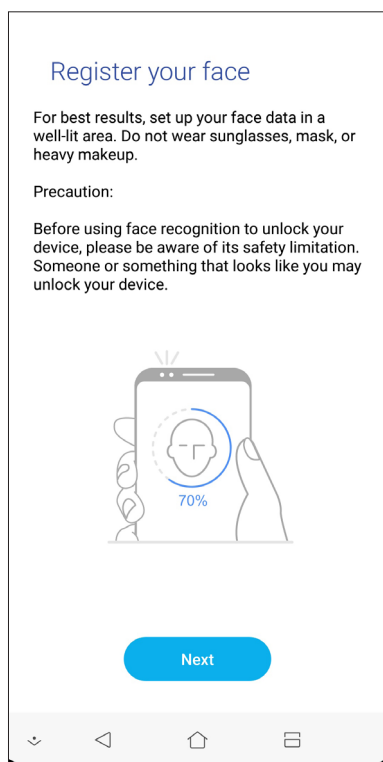 Register your face
For best results, set up your face data in a
well-lit area. Do not wear sunglasses, mask, or
heavy makeup.
Precaution:
Before using face recognition to unlock your
device, please be aware of its safety limitation.
Someone or something that looks like you may
unlock your device.
70%
Next